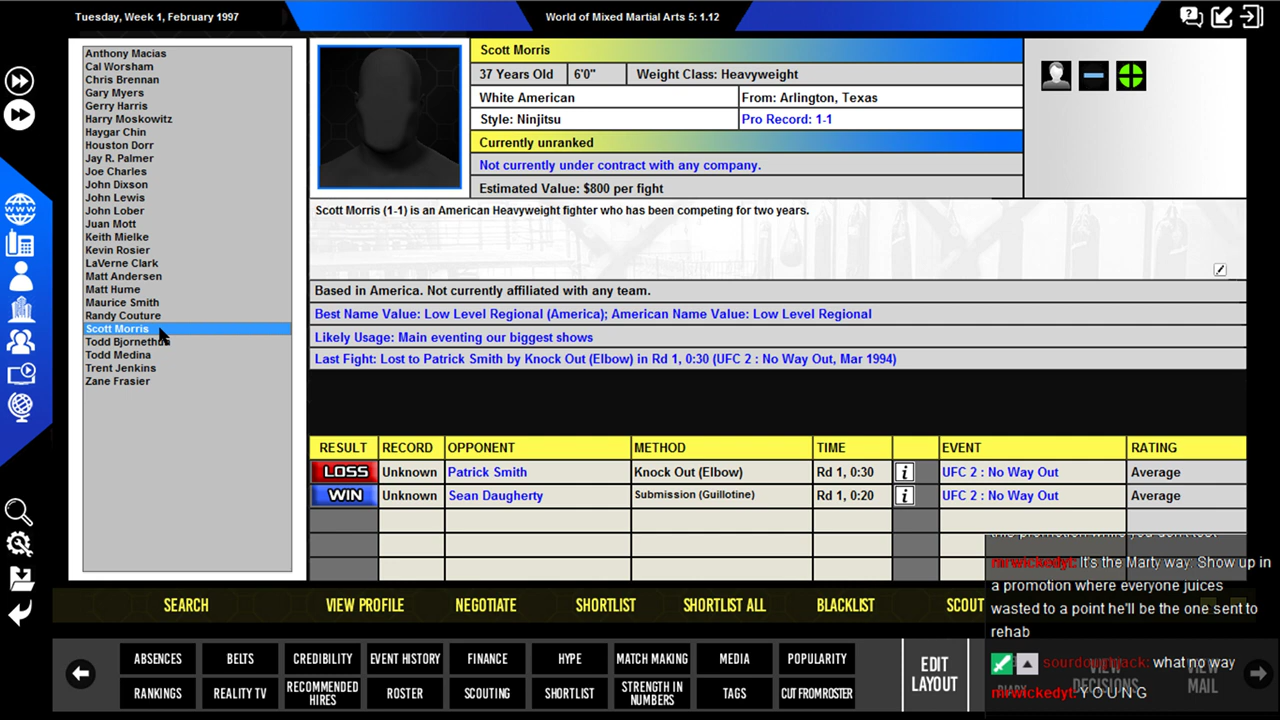 Tuesday, Week 1, February 1997
World of Mixed Martial Arts 5: 1.12
Anthony Macias
Cal Worsham
Chris Brennan
Gary Myers
Gerry Harris
Harry Moskowitz
Haygar Chin
Houston Dorr
Jay R. Palmer
Joe Charles
John Dixson
John Lewis
John Lober
Juan Mott
Keith Mielke
Kevin Rosier
LaVerne Clark
Matt Andersen
Matt Hume
Maurice Smith
Randy Couture
Scott Morris
Todd Medina
Trent Jenkins
Zane Frasier
Scott Morris
37 Years Old 6'0" Weight Class: Heavyweight
White American From: Arlington, Texas
Style: Ninjitsu Pro Record: 1-1
Currently unranked
Not currently under contract with any company.
Estimated Value: $800 per fight
Scott Morris (1-1) is an American Heavyweight fighter who has been competing for two years.
Based in America. Not currently affiliated with any team.
Best Name Value: Low Level Regional (America); American Name Value: Low Level Regional
Likely Usage: Main eventing our biggest shows
Last Fight: Lost to Patrick Smith by Knock Out (Elbow) in Rd 1, 0:30 (UFC 2 : No Way Out, Mar 1994)
RESULT RECORD OPPONENT METHOD TIME EVENT RATING
LOSS Unknown Patrick Smith Knock Out (Elbow) Rd 1, 0:30 i UFC 2 : No Way Out Average
WIN Unknown Sean Daugherty Submission (Guillotine) Rd 1, 0:20 i UFC 2 : No Way Out Average
mrwickedyt: It's the Marty way: Show up in
a promotion where everyone juices
wasted to a point he'll be the one sent to
rehab
sourdoughjack: what no way
mrwickedyt: Y O U N G
SEARCH VIEW PROFILE NEGOTIATE SHORTLIST SHORTLIST ALL BLACKLIST SCOUT
ABSENCES BELTS CREDIBILITY EVENT HISTORY FINANCE HYPE MATCH MAKING MEDIA POPULARITY
RANKINGS REALITY TV RECOMMENDED HIRES ROSTER SCOUTING SHORTLIST STRENGTH IN NUMBERS TAGS CUT FROM ROSTER
EDIT LAYOUT
VIEW DECISIONS
VIEW MAIL
WWW